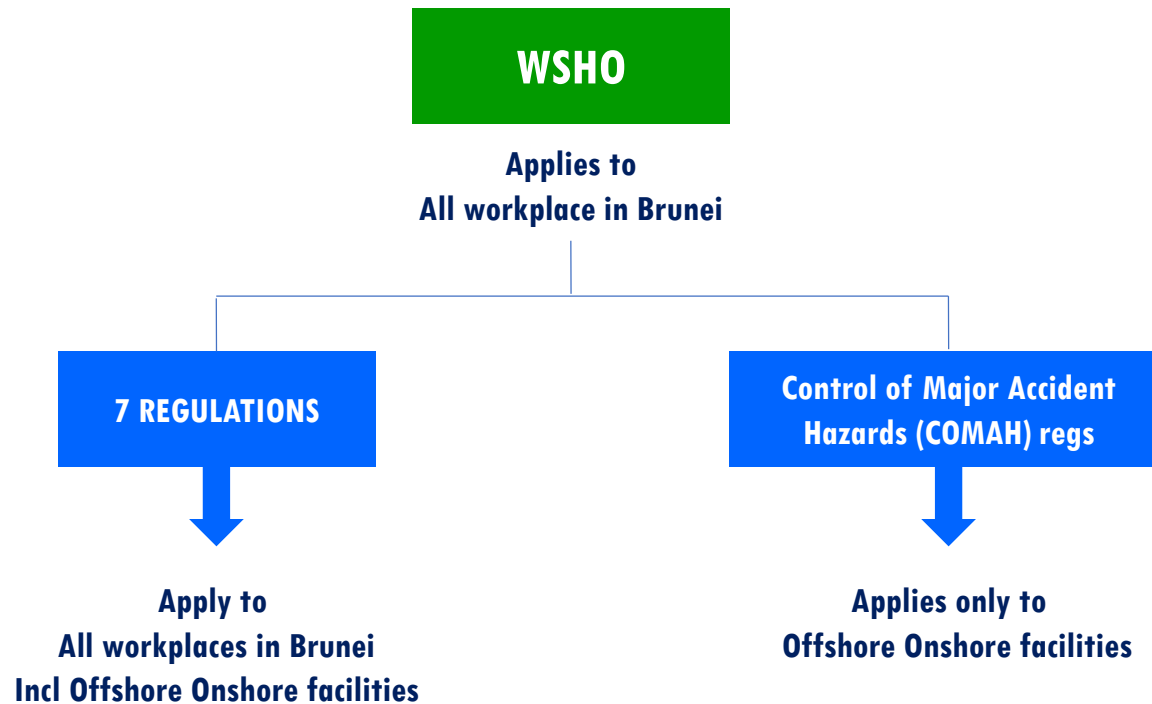 WSHO
Applies to
All workplace in Brunei
7 REGULATIONS
Control of Major Accident
Hazards (COMAH) regs
Apply to
All workplaces in Brunei
Incl Offshore Onshore facilities
Applies only to
Offshore Onshore facilities